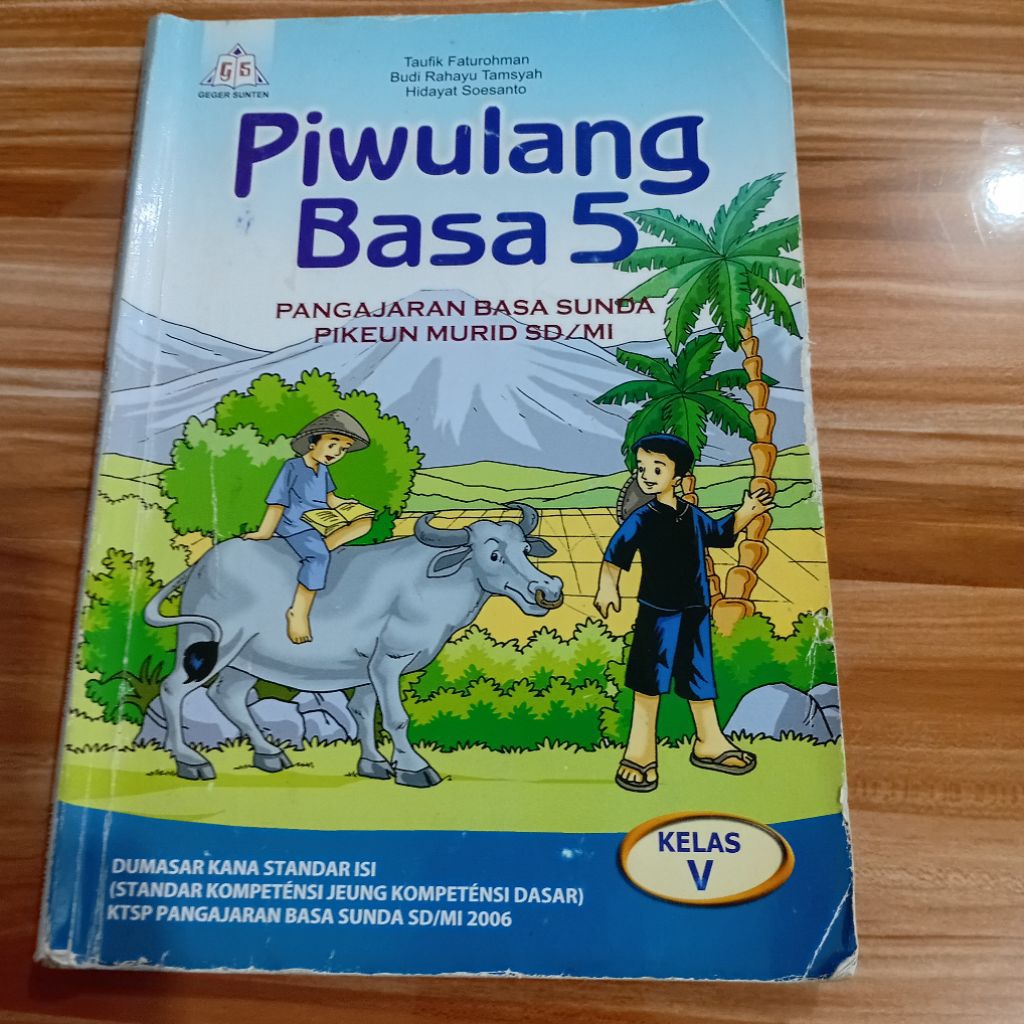 GS
GEGER SUNTEN
Taufik Faturohman
Budi Rahayu Tamsyah
Hidayat Soesanto
Piwulang
Basa 5
PANGAJARAN BASA SUNDA
PIKEUN MURID SD/MI
KELAS
V
DUMASAR KANA STANDAR ISI
(STANDAR KOMPETÉNSI JEUNG KOMPETÉNSI DASAR)
KTSP PANGAJARAN BASA SUNDA SD/MI 2006